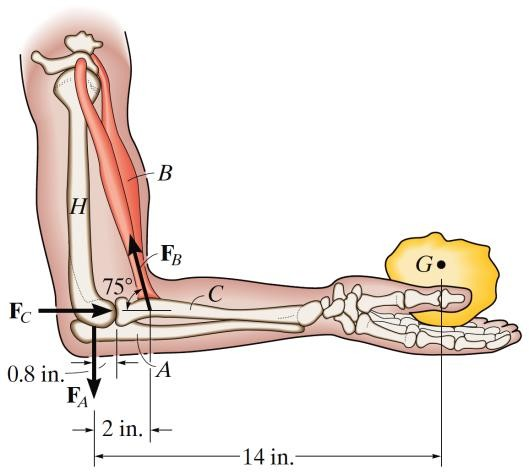 B
H
F_B
G
75°
C
F_C
A
0.8 in.
F_A
2 in.
14 in.